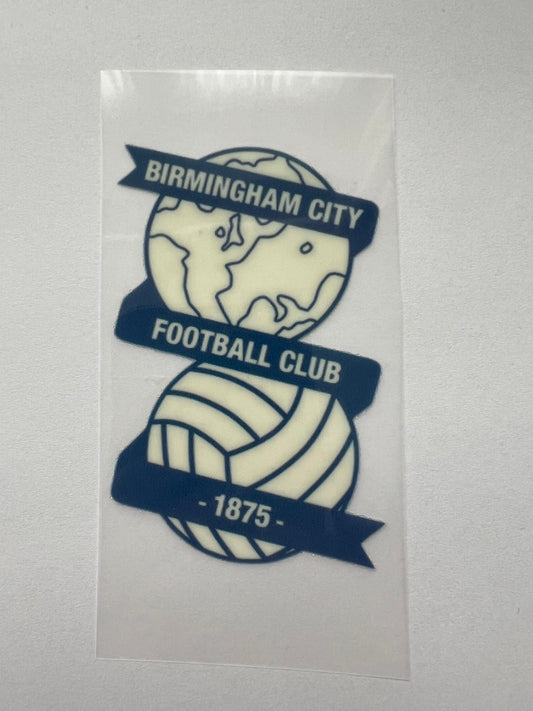 BIRMINGHAM CITY
FOOTBALL CLUB
- 1875 -